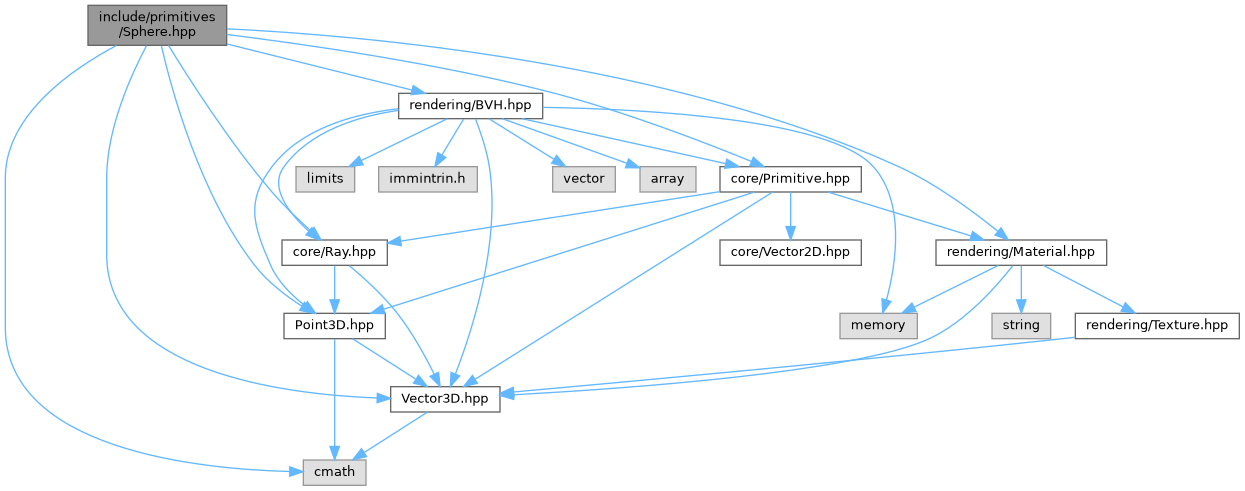 include/primitives
/Sphere.hpp
rendering/BVH.hpp
limits
immintrin.h
vector
array
core/Primitive.hpp
core/Ray.hpp
core/Vector2D.hpp
rendering/Material.hpp
Point3D.hpp
memory
string
rendering/Texture.hpp
Vector3D.hpp
cmath